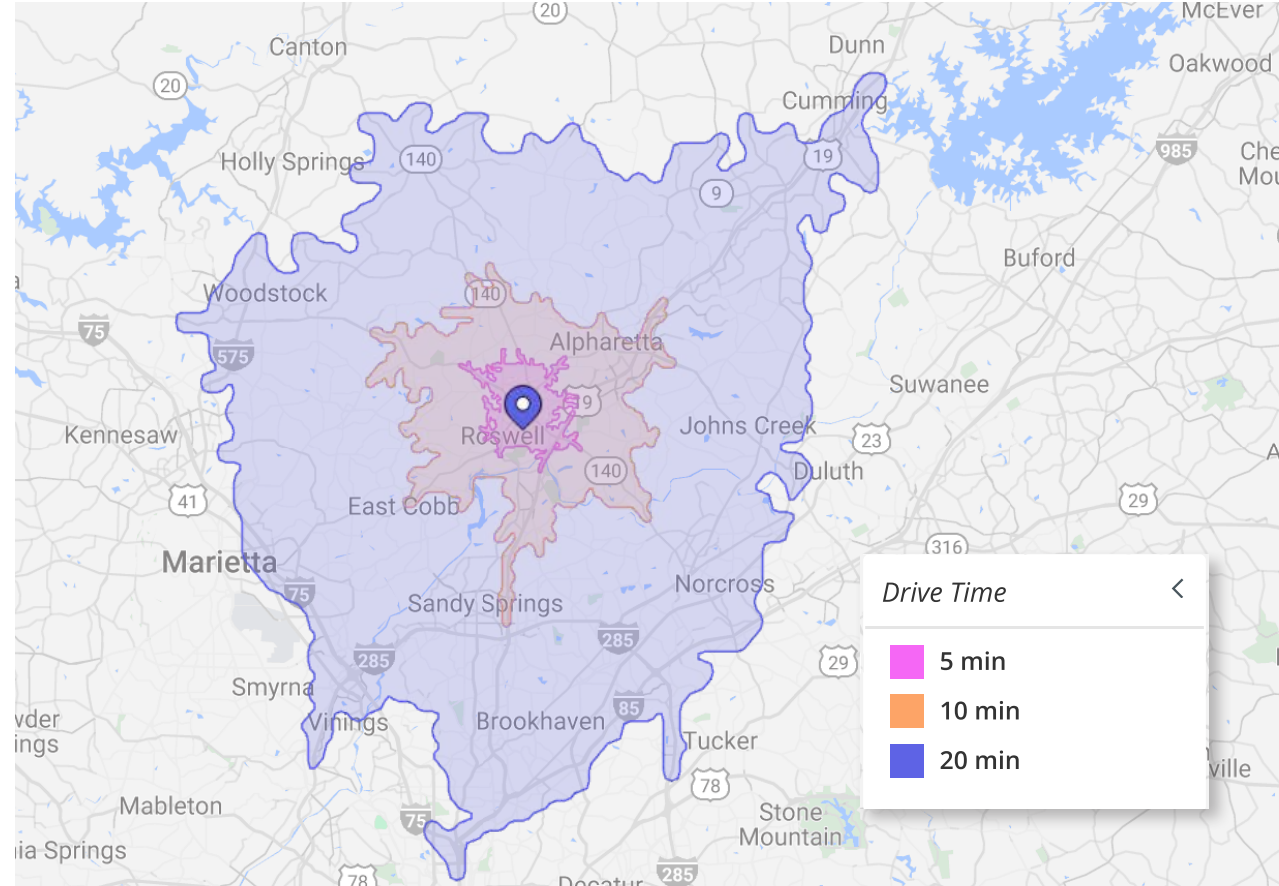 20
McEver
Canton
Dunn
Oakwood
20
Cumming
140
19
985
Holly Springs
9
Buford
Woodstock
140
75
575
Alpharetta
Suwanee
19
Kennesaw
Roswell
Johns Creek
23
140
Duluth
41
29
East Cobb
316
Marietta
75
Sandy Springs
Norcross
285
285
29
Smyrna
85
Vinings
Brookhaven
Tucker
78
Mableton
75
Stone
Mountain
78
285
Drive Time
5 min
10 min
20 min